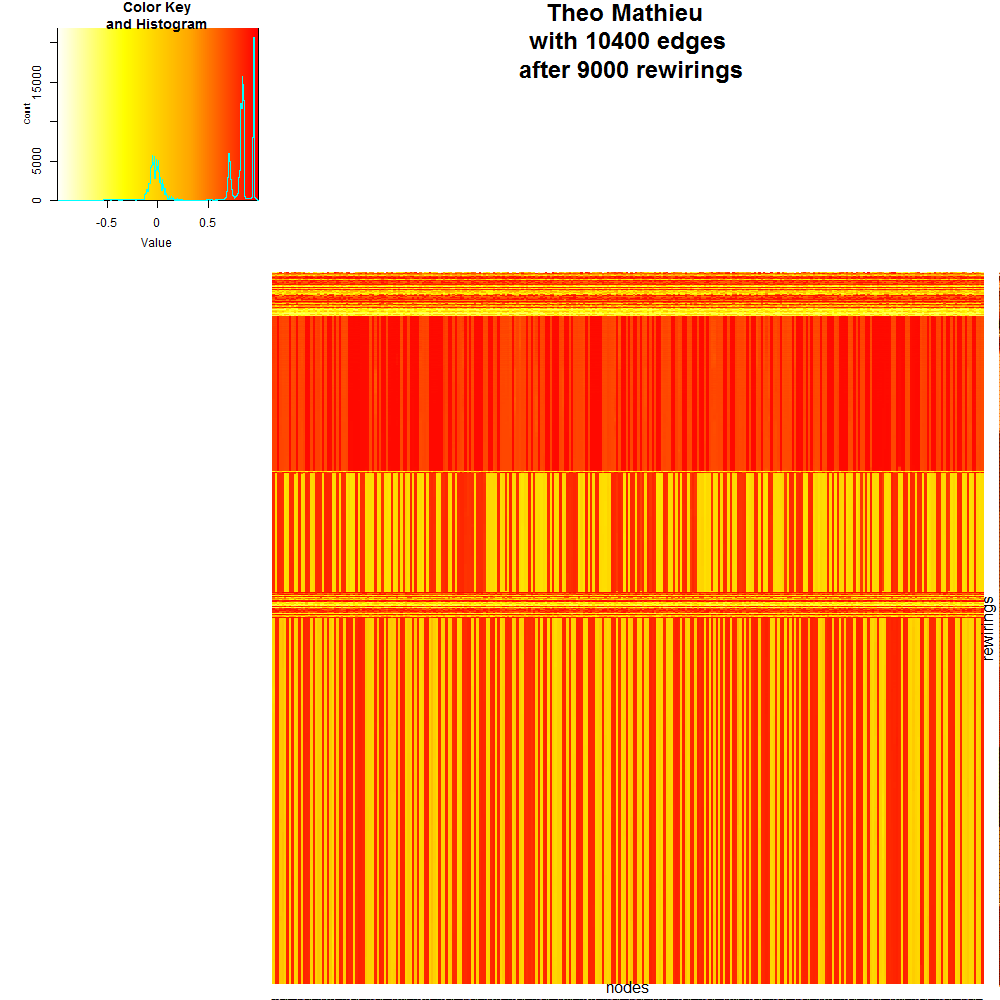 Color Key
and Histogram
Theo Mathieu
with 10400 edges
after 9000 rewirings
Count
0
5000
15000
-0.5
0
0.5
Value
rewirings
nodes